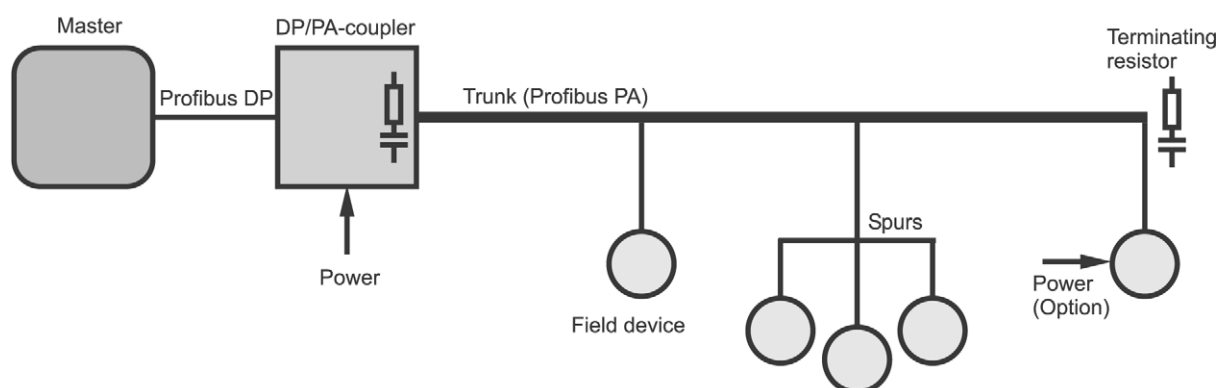 Master
DP/PA-coupler
Terminating
resistor
Profibus DP
Trunk (Profibus PA)
Spurs
Power
Power
(Option)
Field device